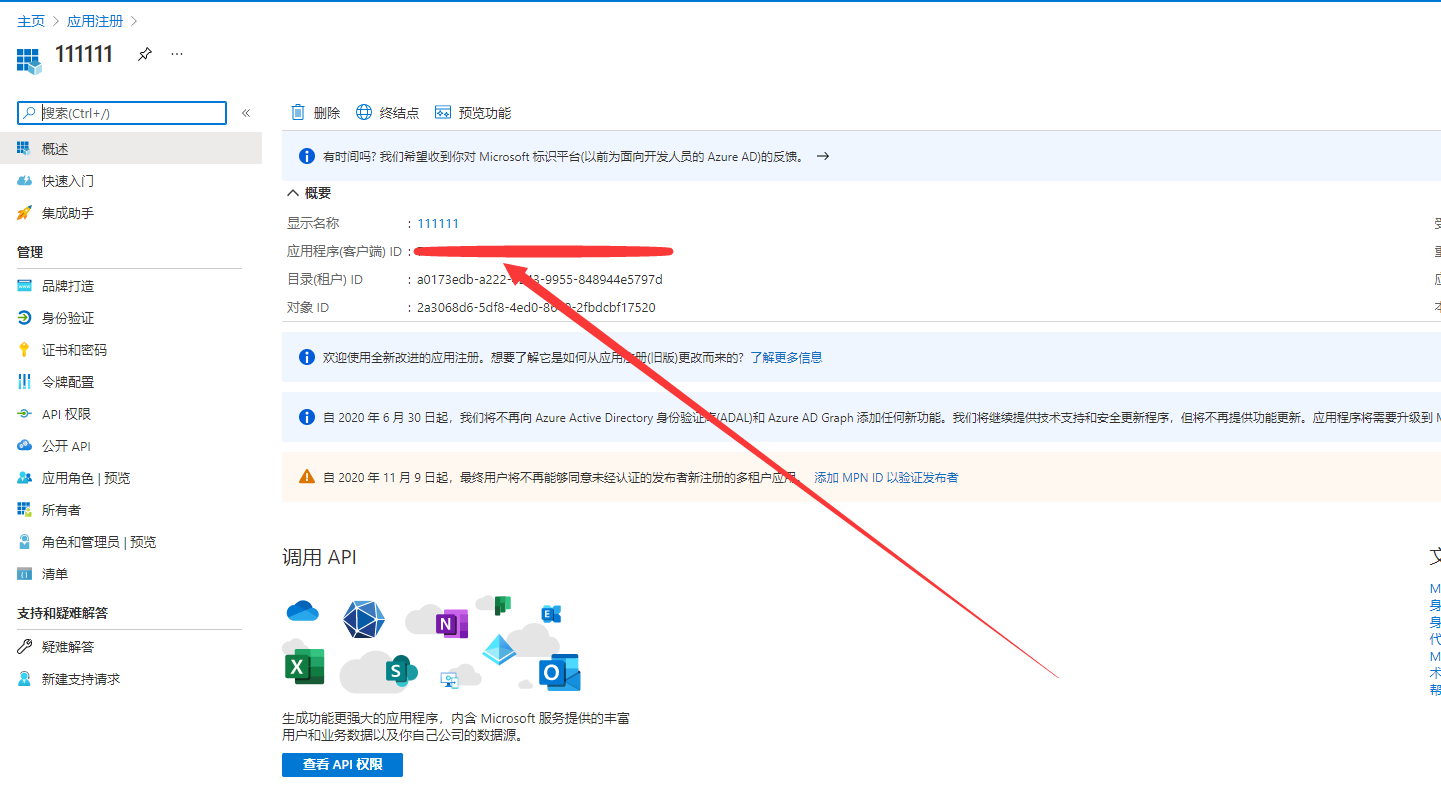 主页 > 应用注册 >
111111
搜索(Ctrl+/)
概述
快速入门
集成助手
管理
品牌打造
身份验证
证书和密码
令牌配置
API 权限
公开 API
应用角色 | 预览
所有者
角色和管理员 | 预览
清单
支持和疑难解答
疑难解答
新建支持请求
删除 终结点 预览功能
有时间吗? 我们希望收到你对 Microsoft 标识平台(以前为面向开发人员的 Azure AD)的反馈。 →
概要
显示名称 : 111111
应用程序(客户端) ID :
目录(租户) ID : a0173edb-a222- -9955-848944e5797d
对象 ID : 2a3068d6-5df8-4ed0- -2fbdcbf17520
欢迎使用全新改进的应用注册。想要了解它是如何从应用注册(旧版)更改而来的? 了解更多信息
自 2020 年 6 月 30 日起，我们将不再向 Azure Active Directory 身份验证库(ADAL)和 Azure AD Graph 添加任何新功能。我们将继续提供技术支持和安全更新程序，但将不再提供功能更新。应用程序将需要升级到 M
自 2020 年 11 月 9 日起，最终用户将不再能够同意未经认证的发布者新注册的多租户应用。 添加 MPN ID 以验证发布者
调用 API
N
E
X
S
O
生成功能更强大的应用程序，内含 Microsoft 服务提供的丰富
用户和业务数据以及你自己公司的数据源。
查看 API 权限
M
身
身
代
M
术
帮